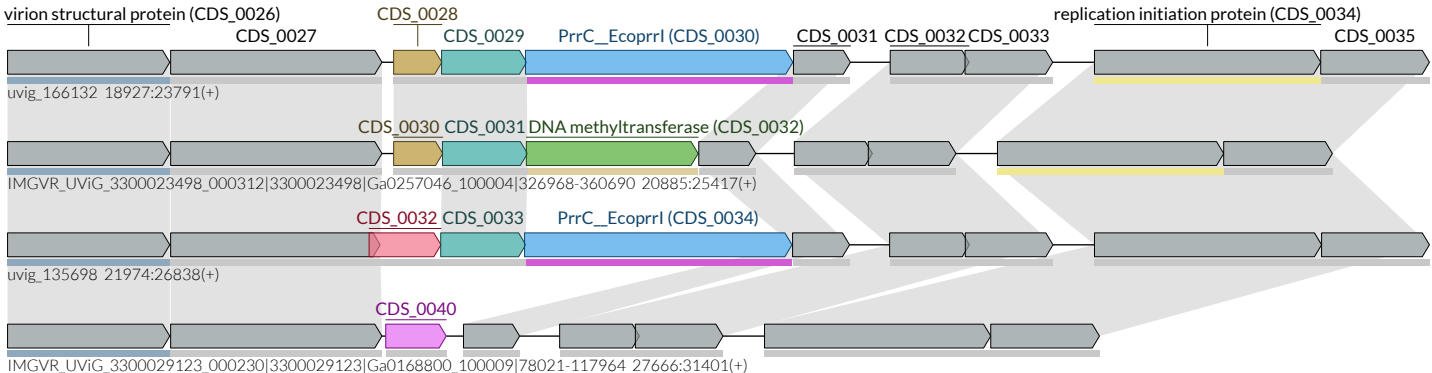 virion structural protein (CDS_0026) CDS_0028 replication initiation protein (CDS_0034)
CDS_0027 CDS_0029 PrrC_EcoprrI (CDS_0030) CDS_0031 CDS_0032 CDS_0033 CDS_0035
uvig_166132 18927:23791(+)
CDS_0030 CDS_0031 DNA methyltransferase (CDS_0032)
IMGVR_UViG_3300023498_000312|3300023498|Ga0257046_100004|326968-360690 20885:25417(+)
CDS_0032 CDS_0033 PrrC_EcoprrI (CDS_0034)
uvig_135698 21974:26838(+)
CDS_0040
IMGVR_UViG_3300029123_000230|3300029123|Ga0168800_100009|78021-117964 27666:31401(+)